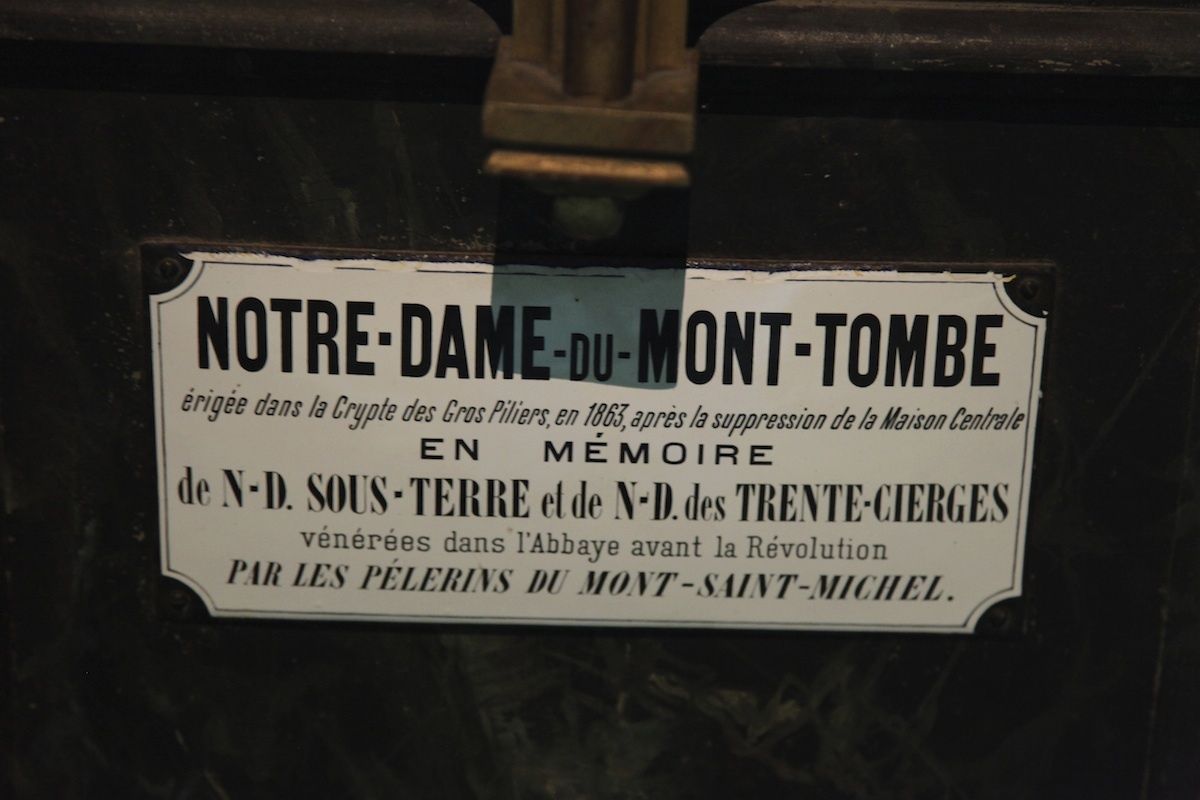 NOTRE-DAME-DU-MONT-TOMBE
érigée dans la Crypte des Gros Piliers, en 1863, après la suppression de la Maison Centrale
EN MÉMOIRE
de N-D. SOUS-TERRE et de N-D. des TRENTE-CIERGES
vénérées dans l'Abbaye avant la Révolution
PAR LES PÉLERINS DU MONT-SAINT-MICHEL.